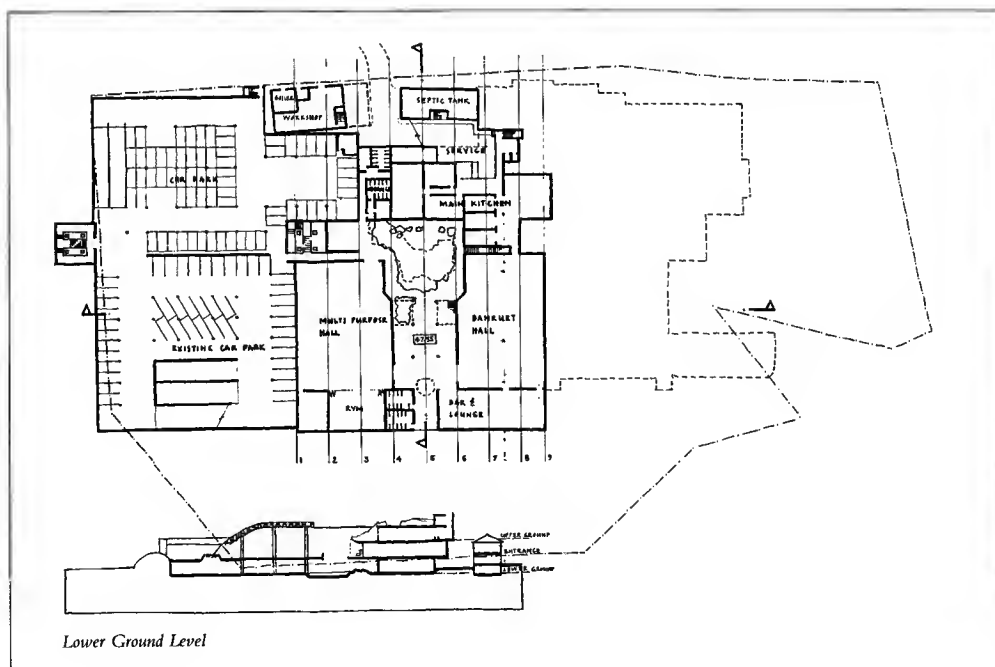 SEPTIC TANK
WORKSHOP
SERVICE
CAR PARK
MAIN KITCHEN
MULTI PURPOSE
HALL
BANKUET
HALL
EXISTING CAR PARK
GYM
BAR &
LOUNGE
1 2 3 4 5 6 7 8 9
UPPER GROUND
ENTRANCE
LOWER GROUND
Lower Ground Level